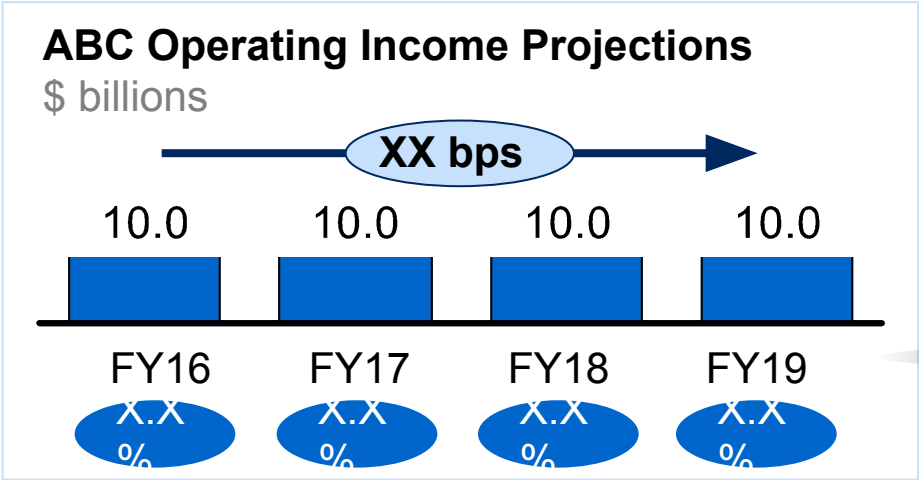 ABC Operating Income Projections
$ billions
XX bps
10.0 10.0 10.0 10.0
FY16 FY17 FY18 FY19
X.X X.X X.X X.X
% % % %